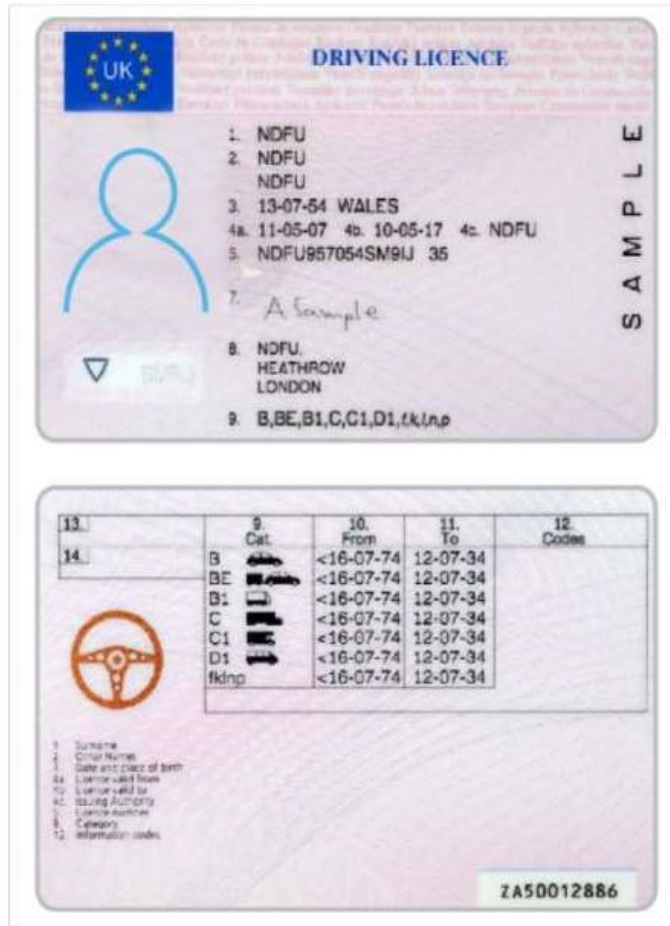 UK
DRIVING LICENCE
1. NDFU
2. NDFU
NDFU
3. 13-07-54 WALES
4a. 11-05-07 4b. 10-05-17 4c. NDFU
5. NDFU957054SM9IJ 35
7. A Sample
8. NDFU,
HEATHROW
LONDON
9. B,BE,B1,C,C1,D1,f,k,l,n,p
SAMPLE
13. 9. Cat. 10. From 11. To 12. Codes
14.
B <16-07-74 12-07-34
BE <16-07-74 12-07-34
B1 <16-07-74 12-07-34
C <16-07-74 12-07-34
C1 <16-07-74 12-07-34
D1 <16-07-74 12-07-34
fklnp <16-07-74 12-07-34
1 Surname
2 Other Names
3 Date and place of birth
4a Licence valid from
4b Licence valid to
4c Issuing Authority
5 Licence number
9 Category
12 Information codes
ZA50012886